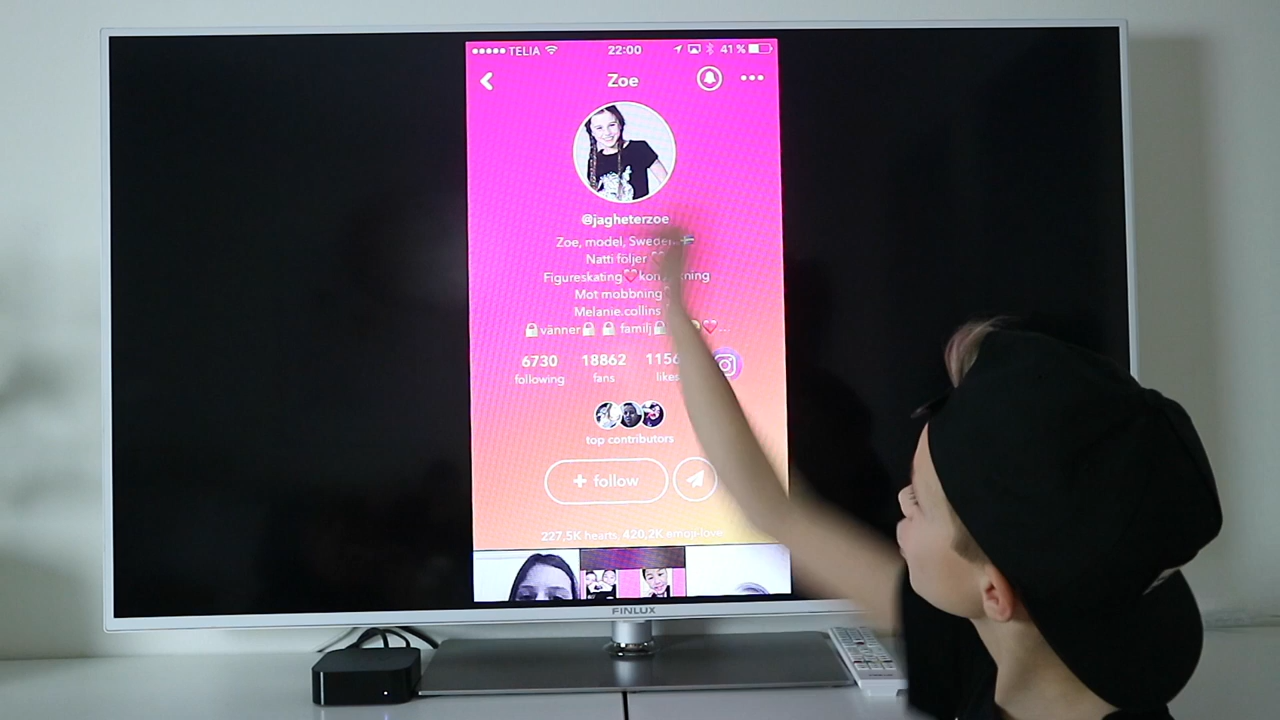 TELIA 22:00 41 %
Zoe
@jagheterzoe
Zoe, model, Sweden
Natti följer
Figureskating❤
Mot mobbning
Melanie.collins
🔒vänner🔒 🔒 familj🔒 ❤...
6730 18862
following fans likes
top contributors
+ follow
227,5K hearts, 420,2K emoji-love
FINLUX